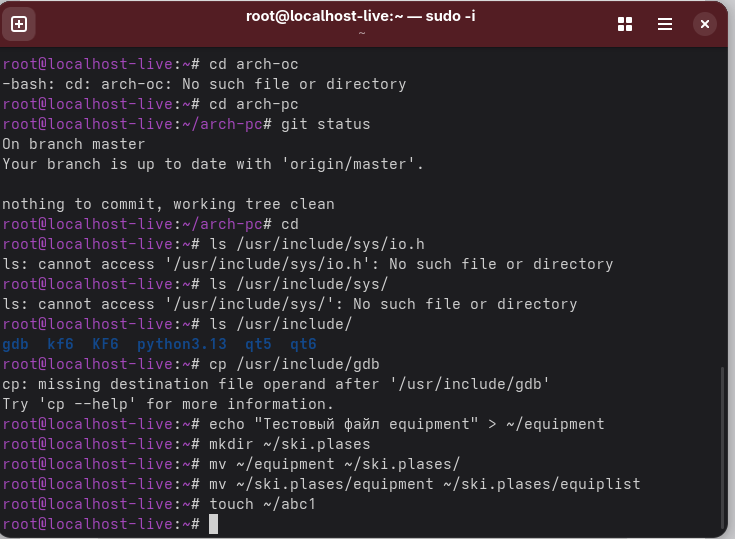 root@localhost-live:~ — sudo -i
~
root@localhost-live:~# cd arch-oc
-bash: cd: arch-oc: No such file or directory
root@localhost-live:~# cd arch-pc
root@localhost-live:~/arch-pc# git status
On branch master
Your branch is up to date with 'origin/master'.
nothing to commit, working tree clean
root@localhost-live:~/arch-pc# cd
root@localhost-live:~# ls /usr/include/sys/io.h
ls: cannot access '/usr/include/sys/io.h': No such file or directory
root@localhost-live:~# ls /usr/include/sys/
ls: cannot access '/usr/include/sys/': No such file or directory
root@localhost-live:~# ls /usr/include/
gdb  kf6  KF6  python3.13  qt5  qt6
root@localhost-live:~# cp /usr/include/gdb
cp: missing destination file operand after '/usr/include/gdb'
Try 'cp --help' for more information.
root@localhost-live:~# echo "Тестовый файл equipment" > ~/equipment
root@localhost-live:~# mkdir ~/ski.plases
root@localhost-live:~# mv ~/equipment ~/ski.plases/
root@localhost-live:~# mv ~/ski.plases/equipment ~/ski.plases/equiplist
root@localhost-live:~# touch ~/abc1
root@localhost-live:~#